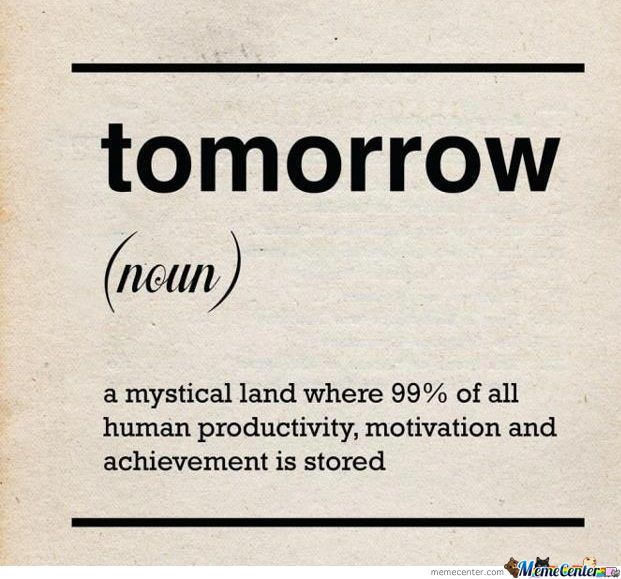 tomorrow
(noun)
a mystical land where 99% of all
human productivity, motivation and
achievement is stored
memecenter.com MemeCenter